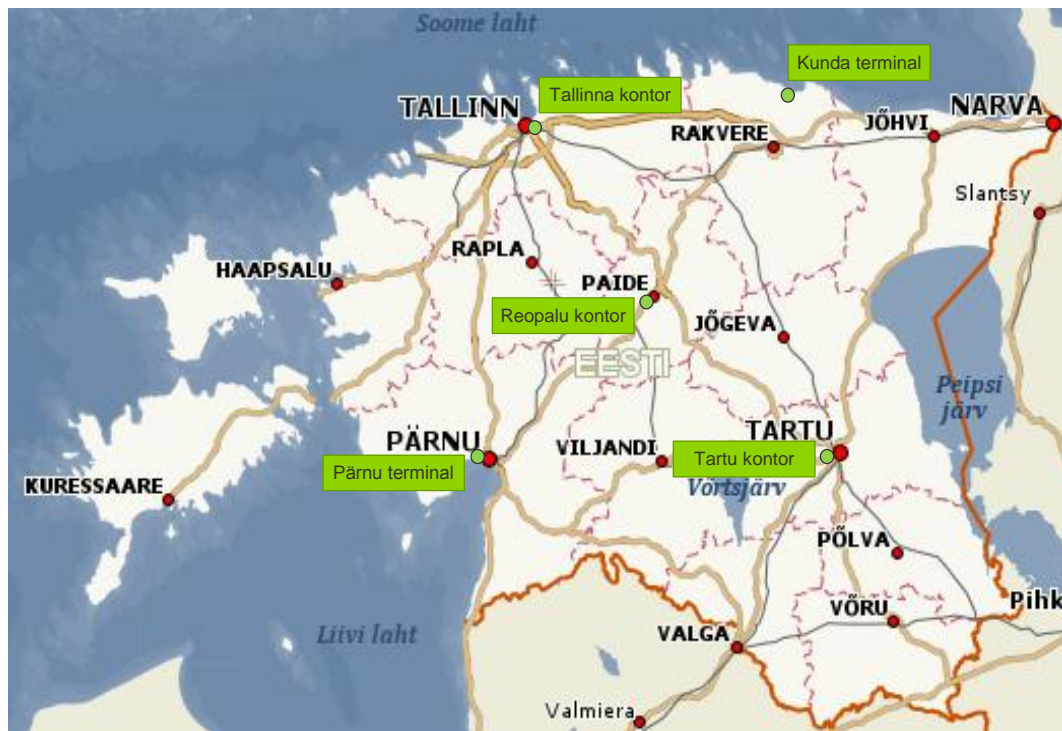 Soome laht
Kunda terminal
Tallinna kontor
TALLINN
NARVA
JÕHVI
RAKVERE
Slantsy
RAPLA
HAAPSALU
PAIDE
Reopalu kontor
JÕGEVA
EESTI
Peipsi
järv
PÄRNU
TARTU
VILJANDI
Tartu kontor
Pärnu terminal
KURESSAARE
Võrtsjärv
PÕLVA
Pihk
VÕRU
Liivi laht
VALGA
Valmiera